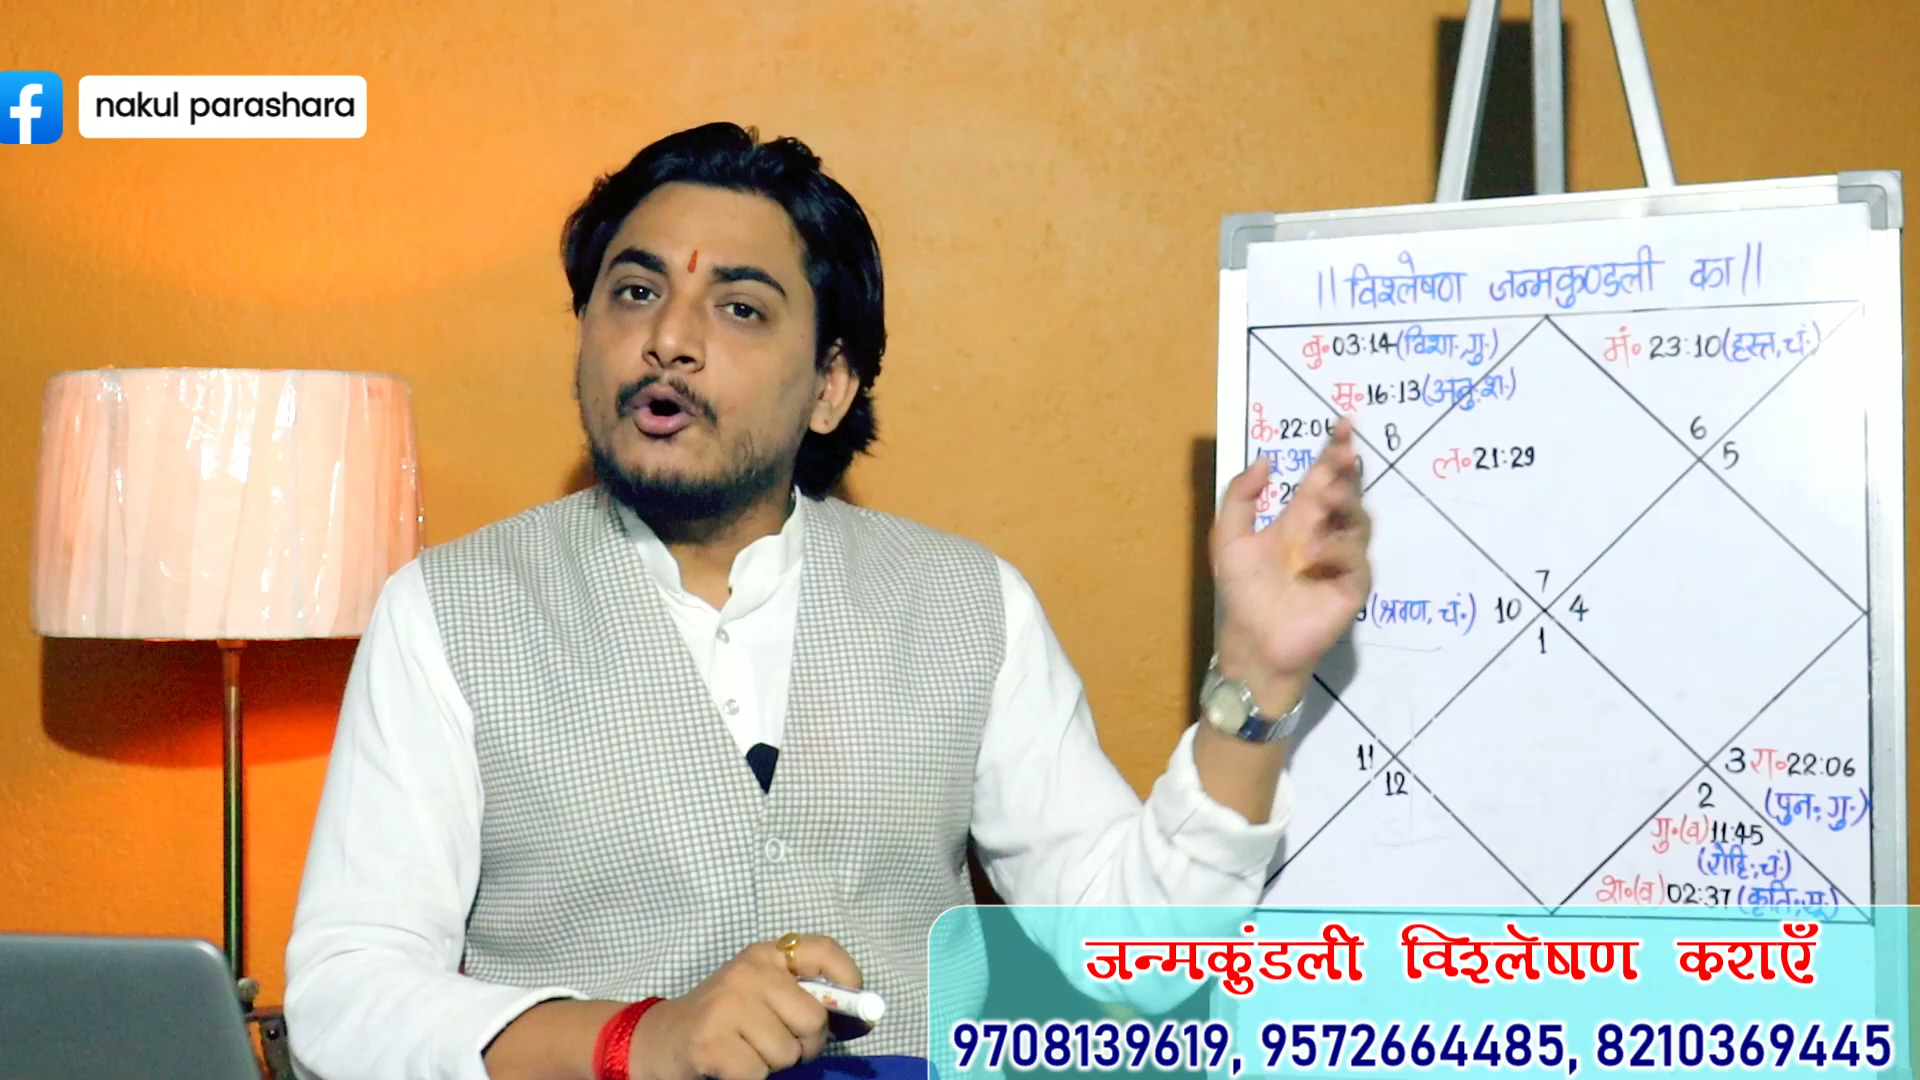 nakul parashara
||विश्लेषण जन्मकुण्डली का||
बु॰03:14(विशा॰,गु॰)
मं॰ 23:10(हस्त,चं॰)
सू॰16:13(अनु॰श॰)
के॰22:06
8
6
5
ल॰21:29
7
(श्रवण, चं॰) 10
4
1
11
12
3 रा॰22:06
(पुन॰, गु॰)
2
गु॰(व)11:45
(रोहि॰,चं॰)
श॰(व)02:37(कृति॰,सू॰)
जन्मकुंडली विश्लेषण कराएँ
9708139619, 9572664485, 8210369445